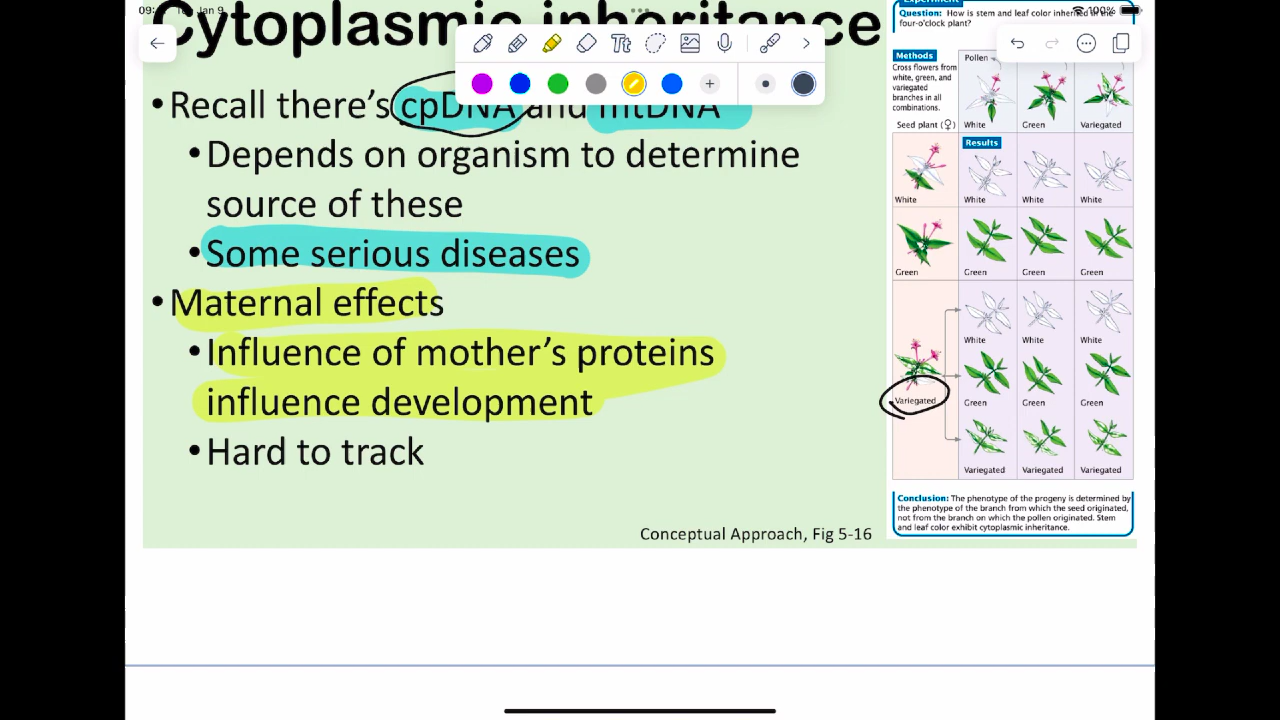 Cytoplasmic inheritance
100%
Tt
• Recall there's cpDNA and mtDNA
• Depends on organism to determine
source of these
• Some serious diseases
• Maternal effects
• Influence of mother's proteins
influence development
• Hard to track
Conceptual Approach, Fig 5-16
Experiment
Question: How is stem and leaf color inherited in the
four-o'clock plant?
Methods
Cross flowers from
white, green, and
variegated
branches in all
combinations.
Pollen
Seed plant (♀)
White Green Variegated
Results
White White White White
Green Green Green Green
White White White
Variegated Green Green Green
Variegated Variegated Variegated
Conclusion: The phenotype of the progeny is determined by
the phenotype of the branch from which the seed originated,
not from the branch on which the pollen originated. Stem
and leaf color exhibit cytoplasmic inheritance.